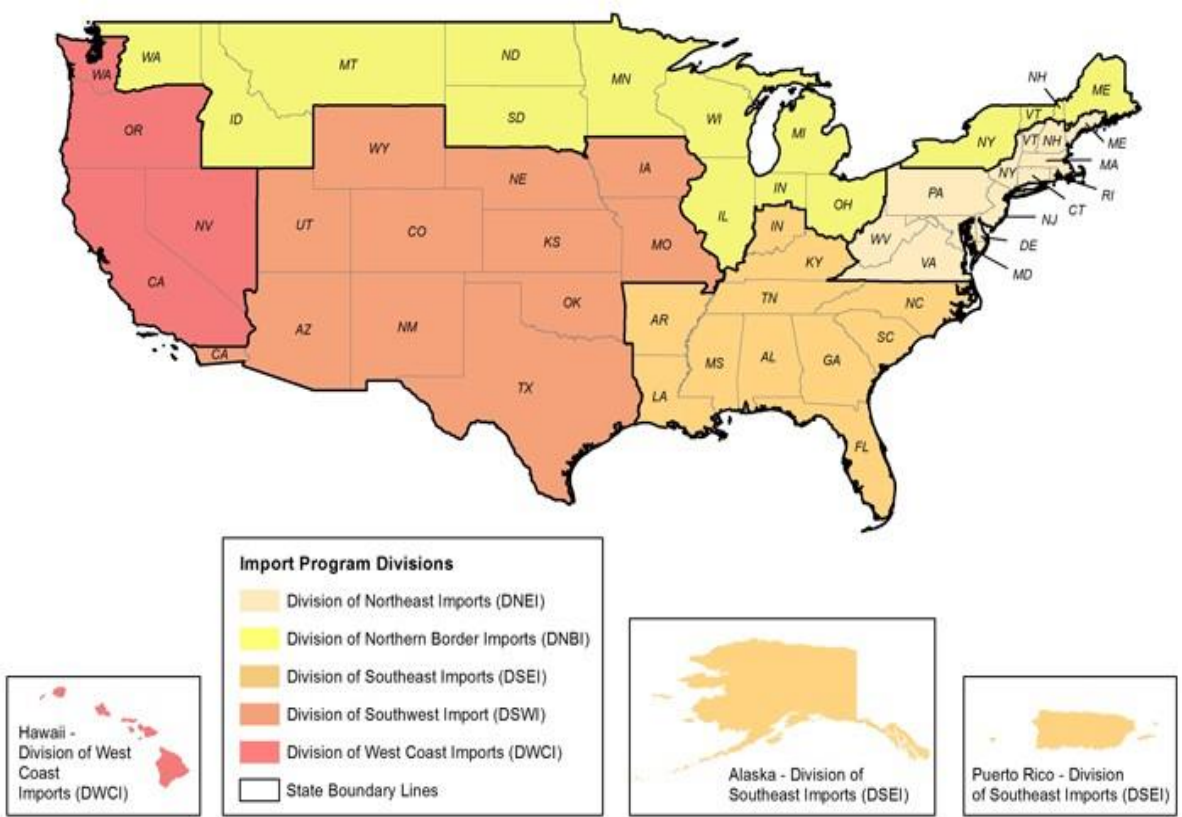 WA
WA
MT
ND
MN
OR
ID
SD
WI
MI
NH
ME
VT
NY
VT
NH
ME
MA
NY
RI
CT
WY
NE
IA
IL
IN
OH
PA
NJ
NV
UT
CO
KS
MO
IN
WV
VA
DE
MD
KY
CA
CA
AZ
NM
OK
AR
TN
NC
SC
MS
AL
GA
TX
LA
FL
Import Program Divisions
Division of Northeast Imports (DNEI)
Division of Northern Border Imports (DNBI)
Division of Southeast Imports (DSEI)
Division of Southwest Import (DSWI)
Division of West Coast Imports (DWCI)
State Boundary Lines
Hawaii -
Division of West
Coast
Imports (DWCI)
Alaska - Division of
Southeast Imports (DSEI)
Puerto Rico - Division
of Southeast Imports (DSEI)